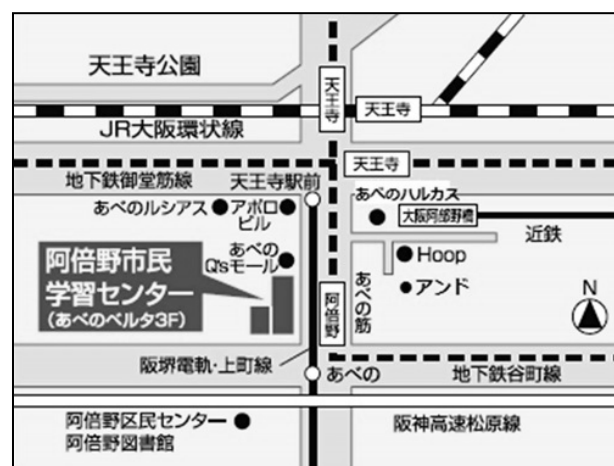 天王寺公園
天王寺
天王寺
JR大阪環状線
天王寺
地下鉄御堂筋線
天王寺駅前
あべのハルカス
あべのルシアス
アポロ
ビル
大阪阿部野橋
近鉄
あべの
Q'sモール
Hoop
阿倍野市民
学習センター
(あべのベルタ3F)
あべの筋
アンド
N
阿倍野
阪堺電軌・上町線
あべの
地下鉄谷町線
阿倍野区民センター
阿倍野図書館
阪神高速松原線